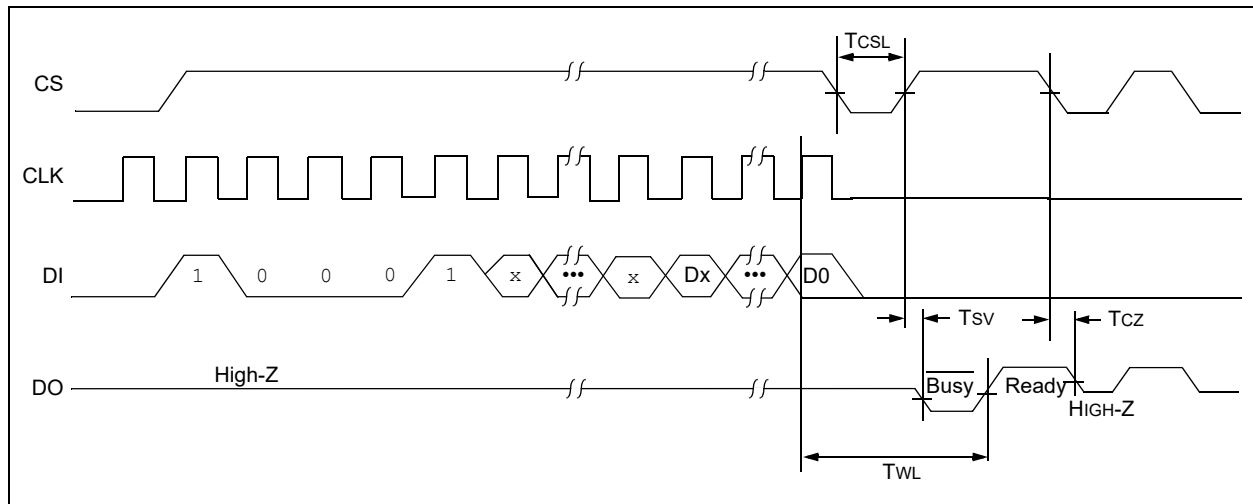 TCSL
CS
CLK
DI
1 0 0 0 1 x ••• x Dx ••• D0
TSV
TCZ
DO
High-Z
Busy
Ready
HIGH-Z
TWL